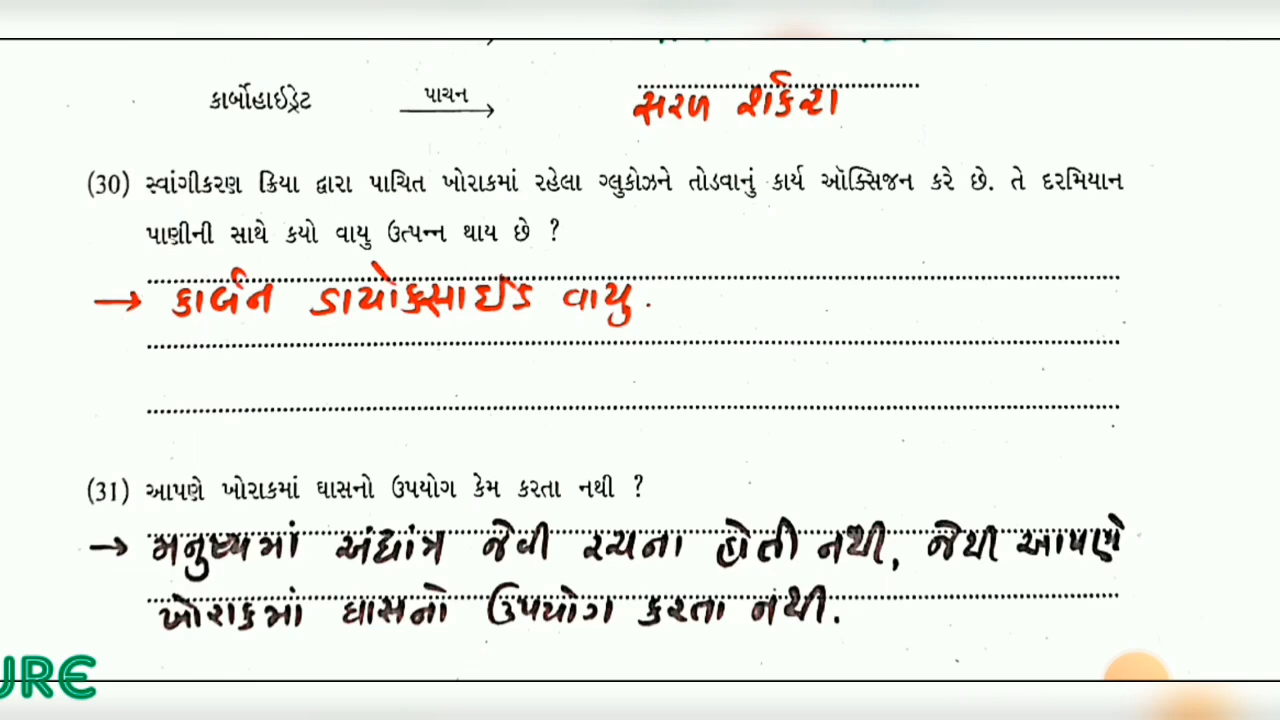 કાર્બોહાઈડ્રેટ પાચન સરળ શર્કરા
(30) સ્વાંગીકરણ ક્રિયા દ્વારા પાચિત ખોરાકમાં રહેલા ગ્લુકોઝને તોડવાનું કાર્ય ઑક્સિજન કરે છે. તે દરમિયાન
પાણીની સાથે કયો વાયુ ઉત્પન્ન થાય છે ?
→ કાર્બન ડાયોક્સાઈડ વાયુ.
(31) આપણે ખોરાકમાં ઘાસનો ઉપયોગ કેમ કરતા નથી ?
→ મનુષ્યમાં અંધાંત્ર જેવી રચના હોતી નથી, જેથી આપણે
ખોરાકમાં ઘાસનો ઉપયોગ કરતા નથી.
URE